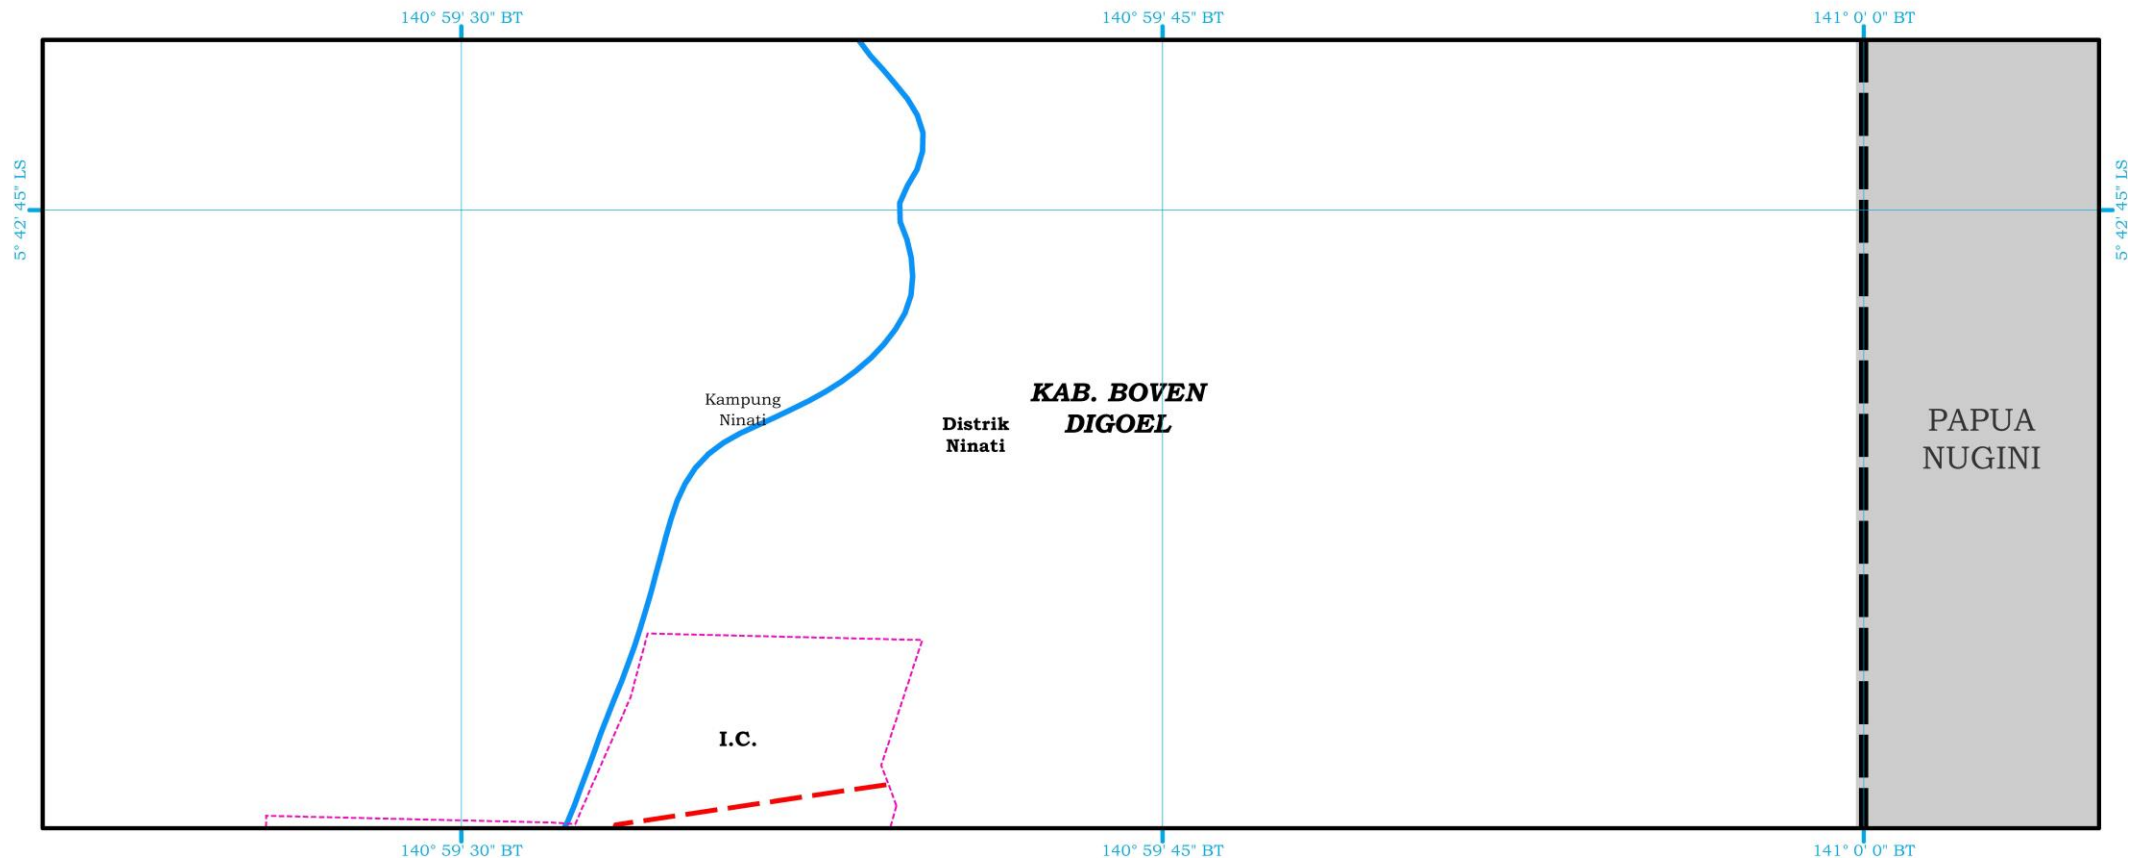 140° 59' 30" BT
140° 59' 45" BT
141° 0' 0" BT
5° 42' 45" LS
5° 42' 45" LS
KAB. BOVEN
DIGOEL
Kampung
Ninati
Distrik
Ninati
PAPUA
NUGINI
I.C.
140° 59' 30" BT
140° 59' 45" BT
141° 0' 0" BT